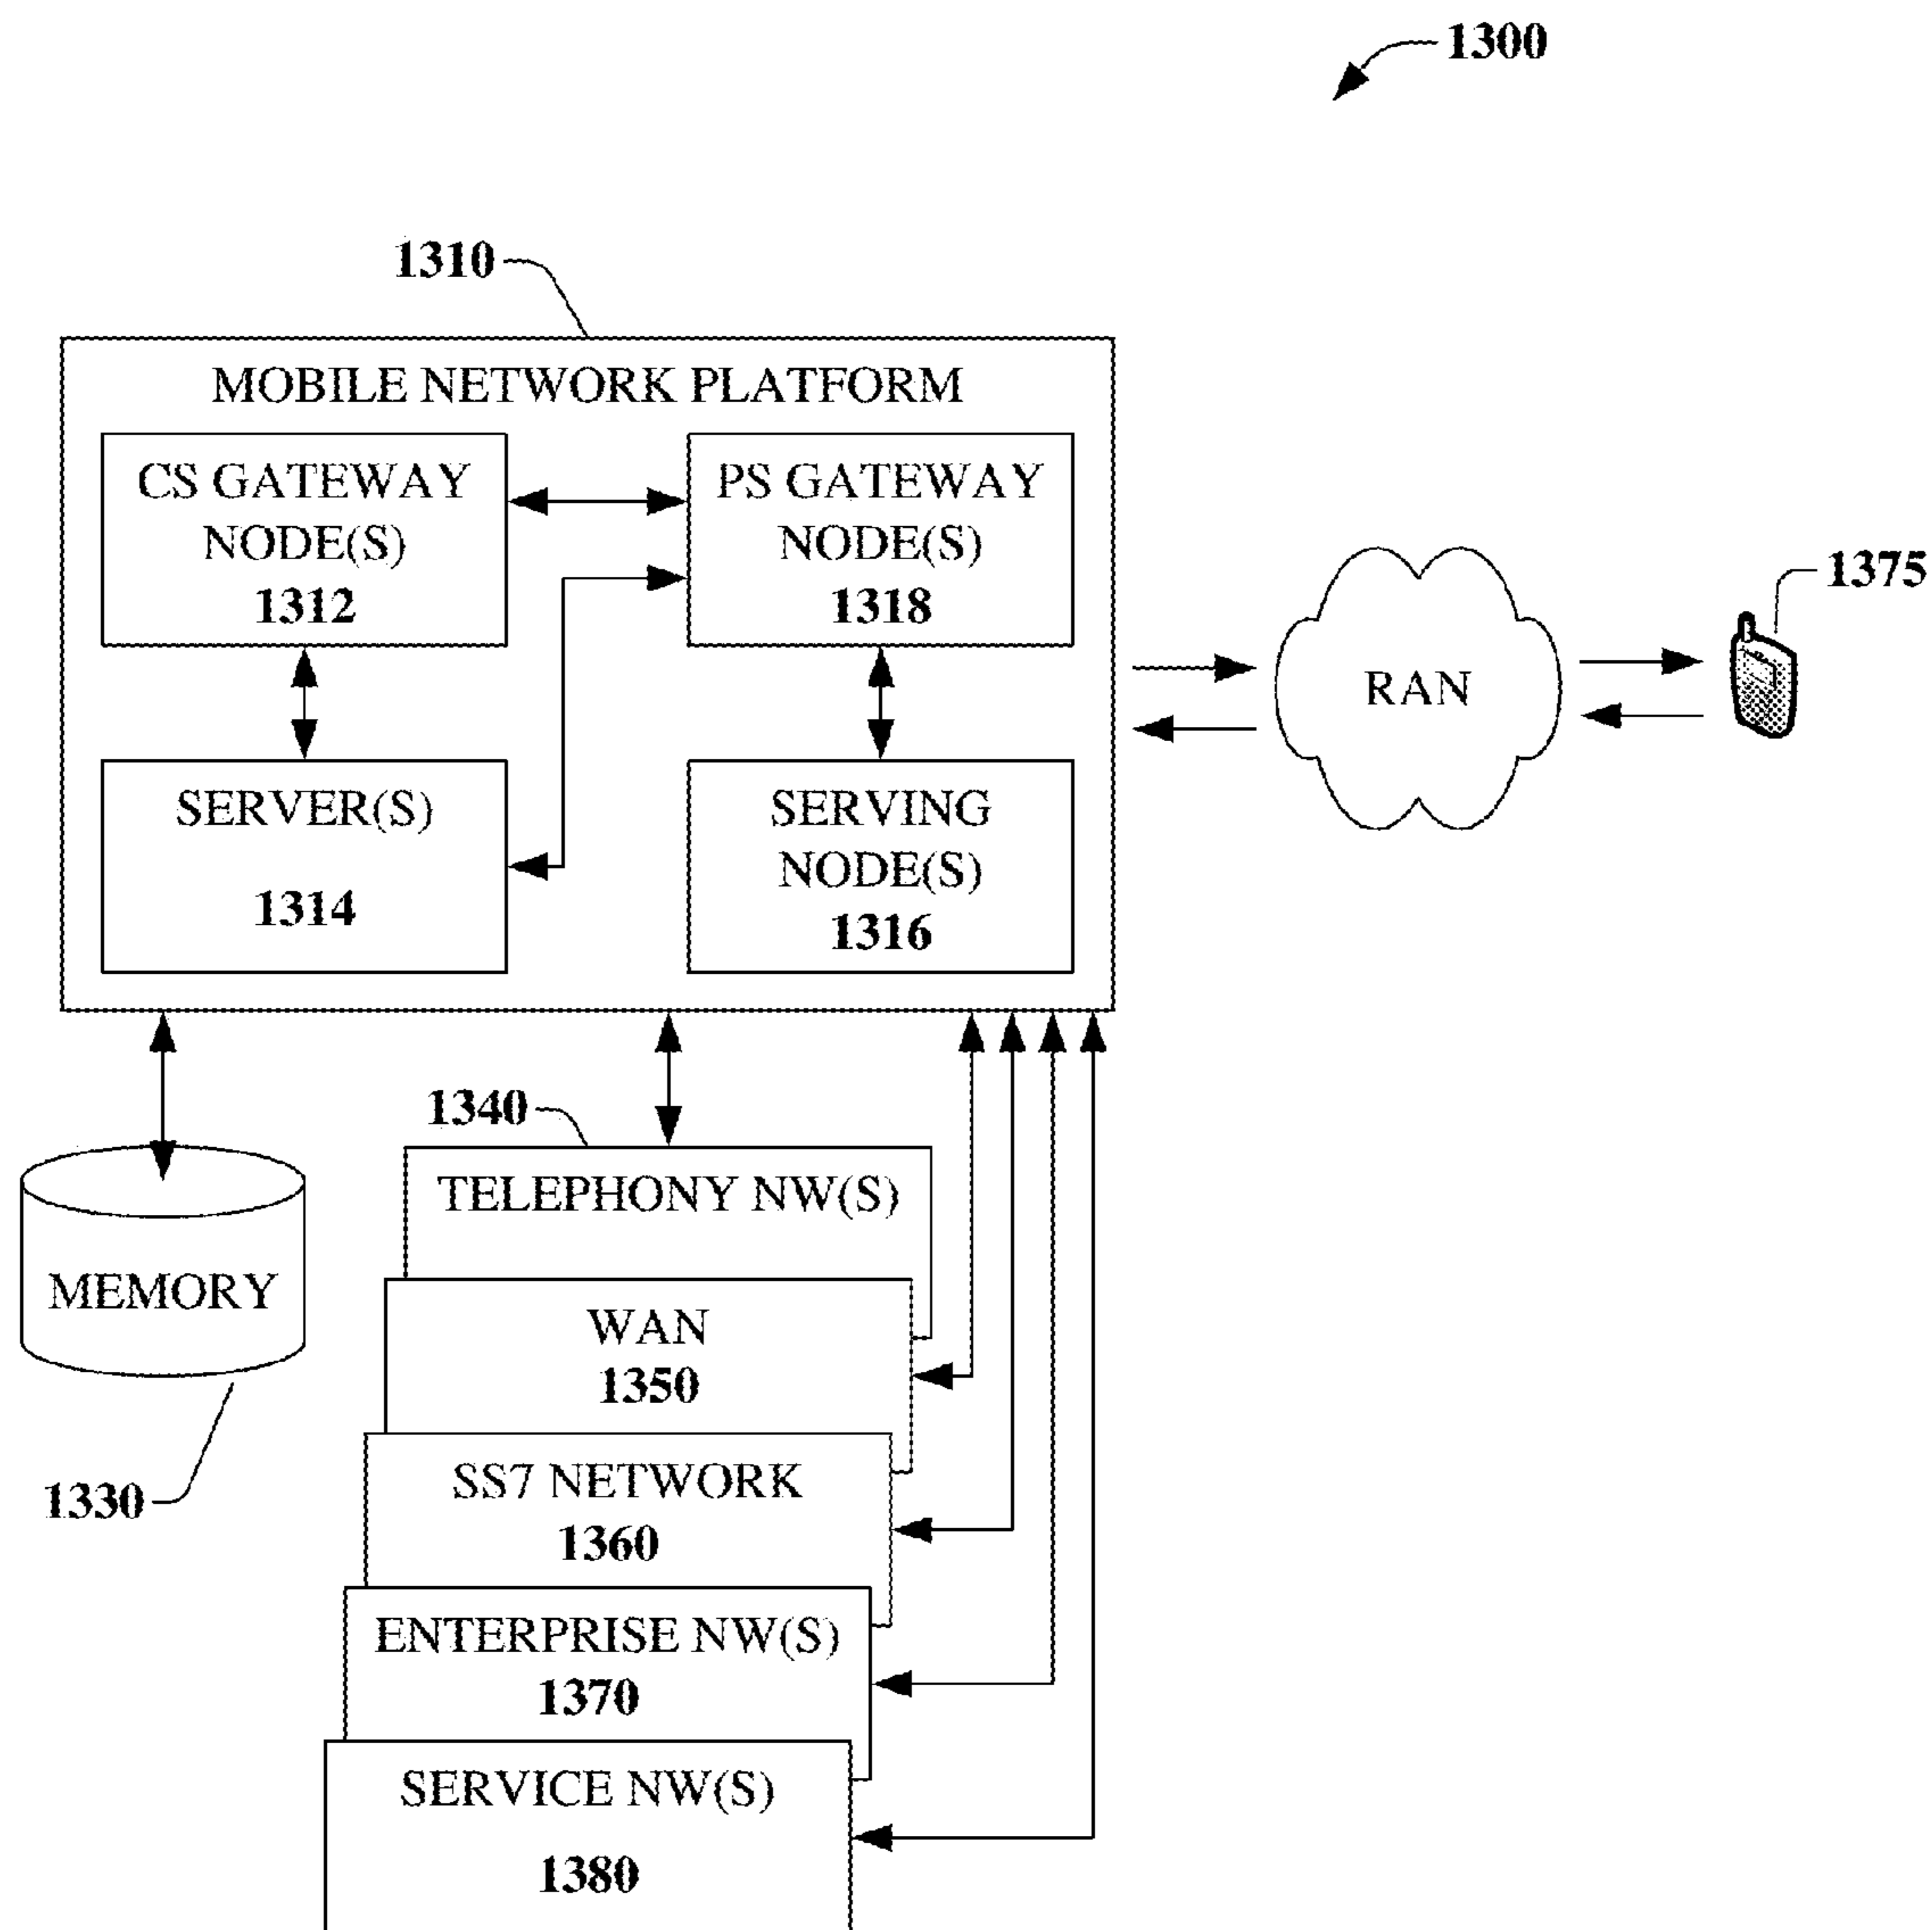 1300
1310
MOBILE NETWORK PLATFORM
CS GATEWAY
NODE(S)
1312
PS GATEWAY
NODE(S)
1318
SERVER(S)
1314
SERVING
NODE(S)
1316
RAN
1375
1340
TELEPHONY NW(S)
MEMORY
1330
WAN
1350
SS7 NETWORK
1360
ENTERPRISE NW(S)
1370
SERVICE NW(S)
1380